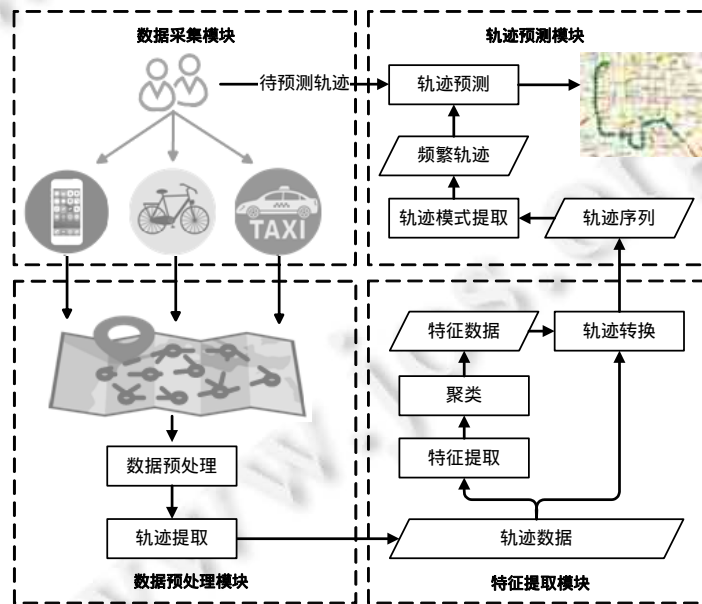 数据采集模块
待预测轨迹
TAXI
轨迹预测模块
轨迹预测
频繁轨迹
轨迹模式提取
轨迹序列
数据预处理
轨迹提取
数据预处理模块
特征数据
轨迹转换
聚类
特征提取
轨迹数据
特征提取模块